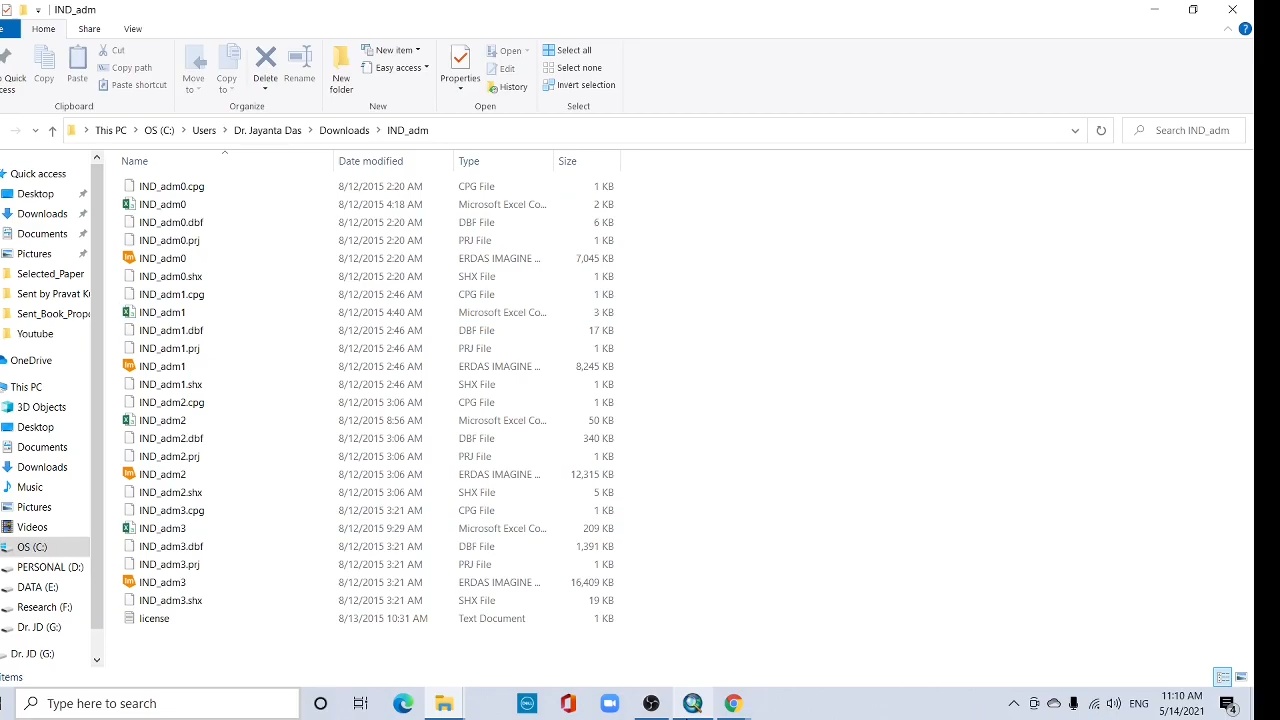 IND_adm
Home Share View
Cut
Copy path
Paste shortcut
Quick
Copy
Paste
Clipboard
Move to
Copy to
Delete
Rename
Organize
New folder
New item
Easy access
New
Properties
Open
Edit
History
Open
Select all
Select none
Invert selection
Select
This PC > OS (C:) > Users > Dr. Jayanta Das > Downloads > IND_adm
Search IND_adm
Name Date modified Type Size
IND_adm0.cpg 8/12/2015 2:20 AM CPG File 1 KB
IND_adm0 8/12/2015 4:18 AM Microsoft Excel Co... 2 KB
IND_adm0.dbf 8/12/2015 2:20 AM DBF File 6 KB
IND_adm0.prj 8/12/2015 2:20 AM PRJ File 1 KB
IND_adm0 8/12/2015 2:20 AM ERDAS IMAGINE ... 7,045 KB
IND_adm0.shx 8/12/2015 2:20 AM SHX File 1 KB
IND_adm1.cpg 8/12/2015 2:46 AM CPG File 1 KB
IND_adm1 8/12/2015 4:40 AM Microsoft Excel Co... 3 KB
IND_adm1.dbf 8/12/2015 2:46 AM DBF File 17 KB
IND_adm1.prj 8/12/2015 2:46 AM PRJ File 1 KB
IND_adm1 8/12/2015 2:46 AM ERDAS IMAGINE ... 8,245 KB
IND_adm1.shx 8/12/2015 2:46 AM SHX File 1 KB
IND_adm2.cpg 8/12/2015 3:06 AM CPG File 1 KB
IND_adm2 8/12/2015 8:56 AM Microsoft Excel Co... 50 KB
IND_adm2.dbf 8/12/2015 3:06 AM DBF File 340 KB
IND_adm2.prj 8/12/2015 3:06 AM PRJ File 1 KB
IND_adm2 8/12/2015 3:06 AM ERDAS IMAGINE ... 12,315 KB
IND_adm2.shx 8/12/2015 3:06 AM SHX File 5 KB
IND_adm3.cpg 8/12/2015 3:21 AM CPG File 1 KB
IND_adm3 8/12/2015 9:29 AM Microsoft Excel Co... 209 KB
IND_adm3.dbf 8/12/2015 3:21 AM DBF File 1,391 KB
IND_adm3.prj 8/12/2015 3:21 AM PRJ File 1 KB
IND_adm3 8/12/2015 3:21 AM ERDAS IMAGINE ... 16,409 KB
IND_adm3.shx 8/12/2015 3:21 AM SHX File 19 KB
license 8/13/2015 10:31 AM Text Document 1 KB
Quick access
Desktop
Downloads
Documents
Pictures
Selected_Paper
Sent by Pravat Ku
Sent_Book_Propo
Youtube
OneDrive
This PC
3D Objects
Desktop
Documents
Downloads
Music
Pictures
Videos
OS (C:)
PERSONAL (D:)
DATA (E:)
Research (F:)
Dr. JD (G:)
Dr. JD (G:)
Type here to search
DELL
ENG
11:10 AM
5/14/2021
4